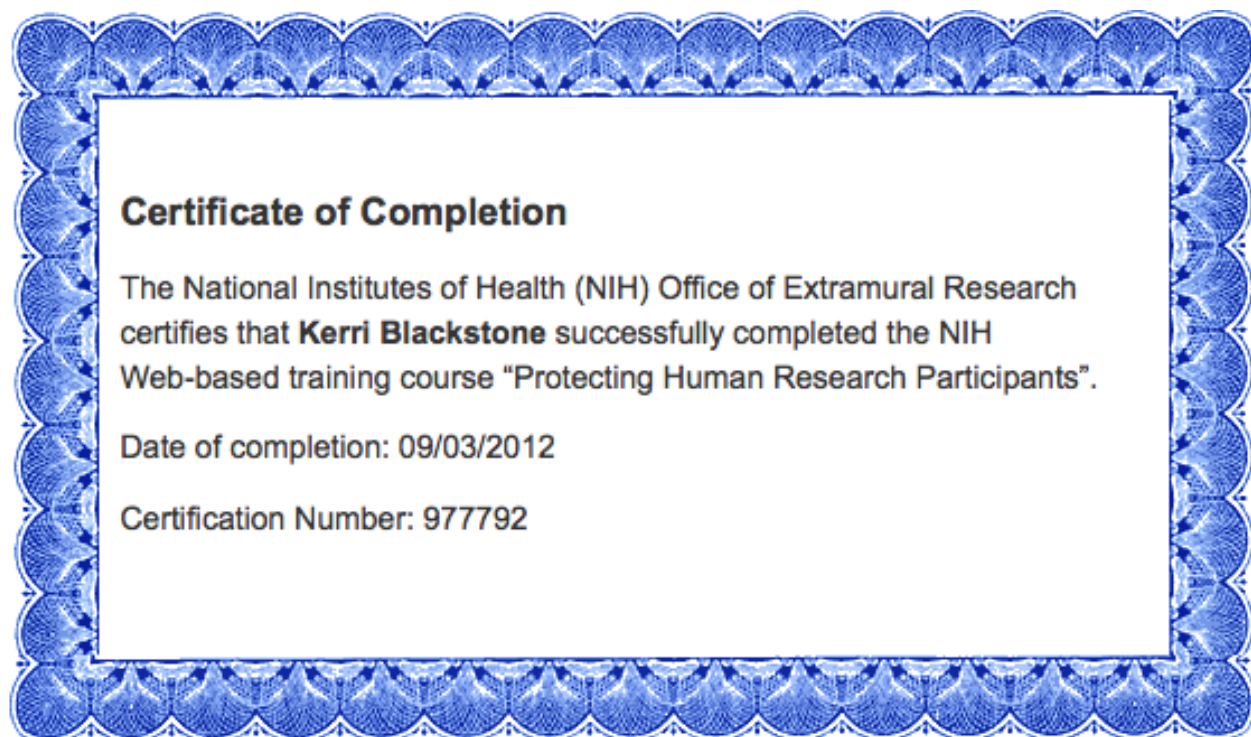 Certificate of Completion
The National Institutes of Health (NIH) Office of Extramural Research
certifies that Kerri Blackstone successfully completed the NIH
Web-based training course “Protecting Human Research Participants”.
Date of completion: 09/03/2012
Certification Number: 977792